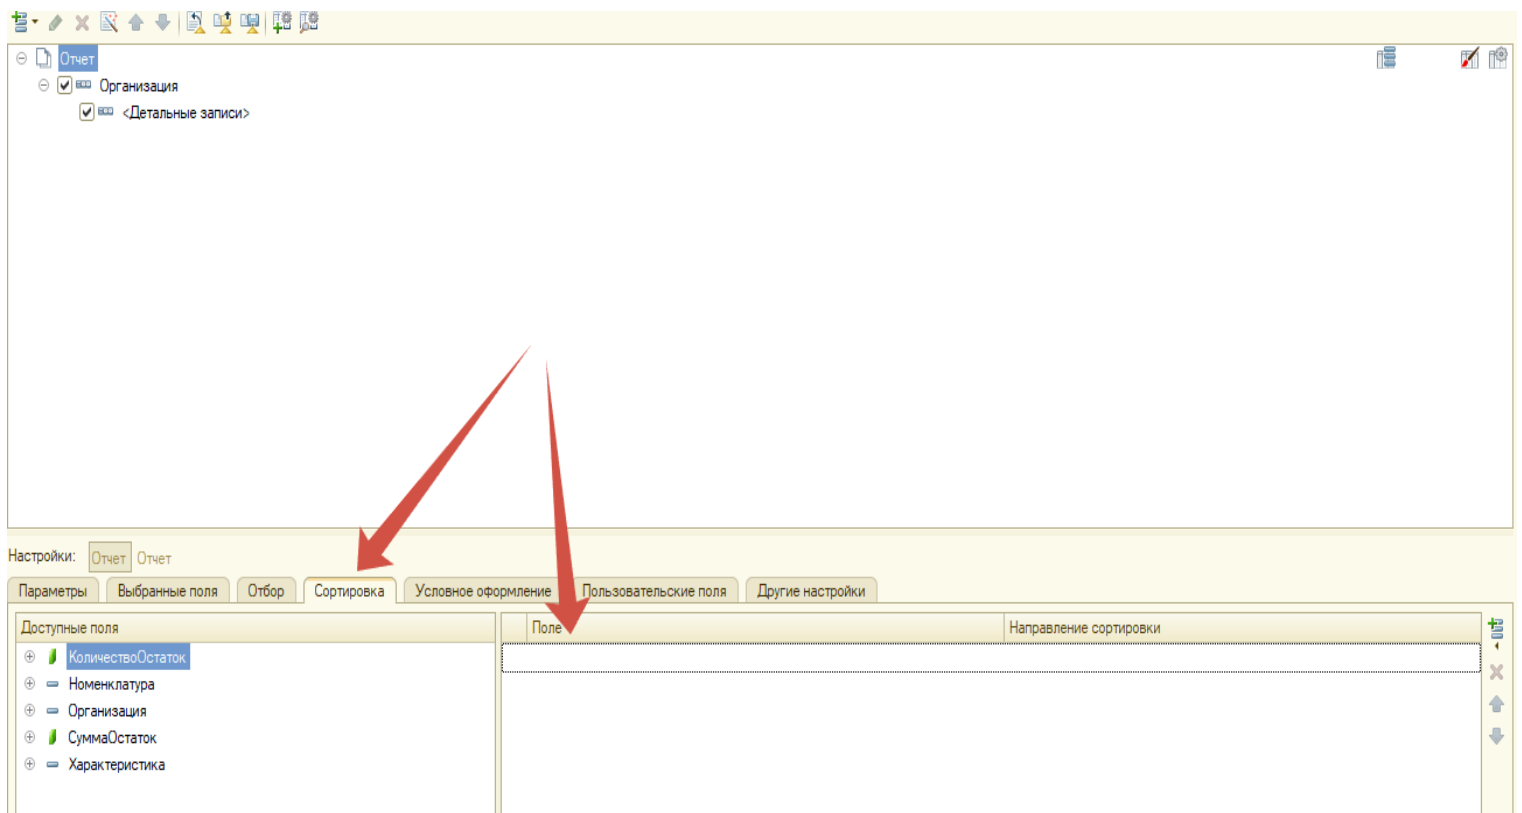 Отчет
Организация
<Детальные записи>
Настройки: Отчет Отчет
Параметры Выбранные поля Отбор Сортировка Условное оформление Пользовательские поля Другие настройки
Доступные поля Поле Направление сортировки
КоличествоОстаток
Номенклатура
Организация
СуммаОстаток
Характеристика